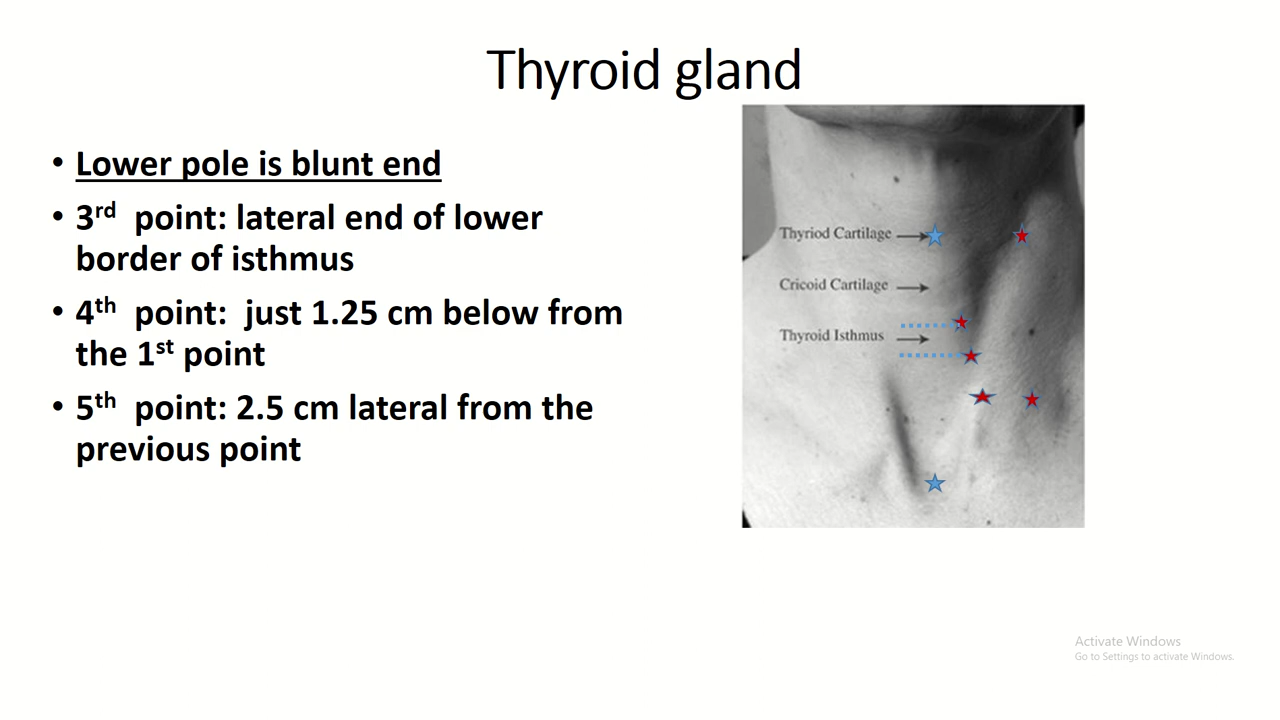 Thyroid gland
• Lower pole is blunt end
• 3rd point: lateral end of lower
border of isthmus
• 4th point: just 1.25 cm below from
the 1st point
• 5th point: 2.5 cm lateral from the
previous point
Thyriod Cartilage
Cricoid Cartilage
Thyroid Isthmus
Activate Windows
Go to Settings to activate Windows.